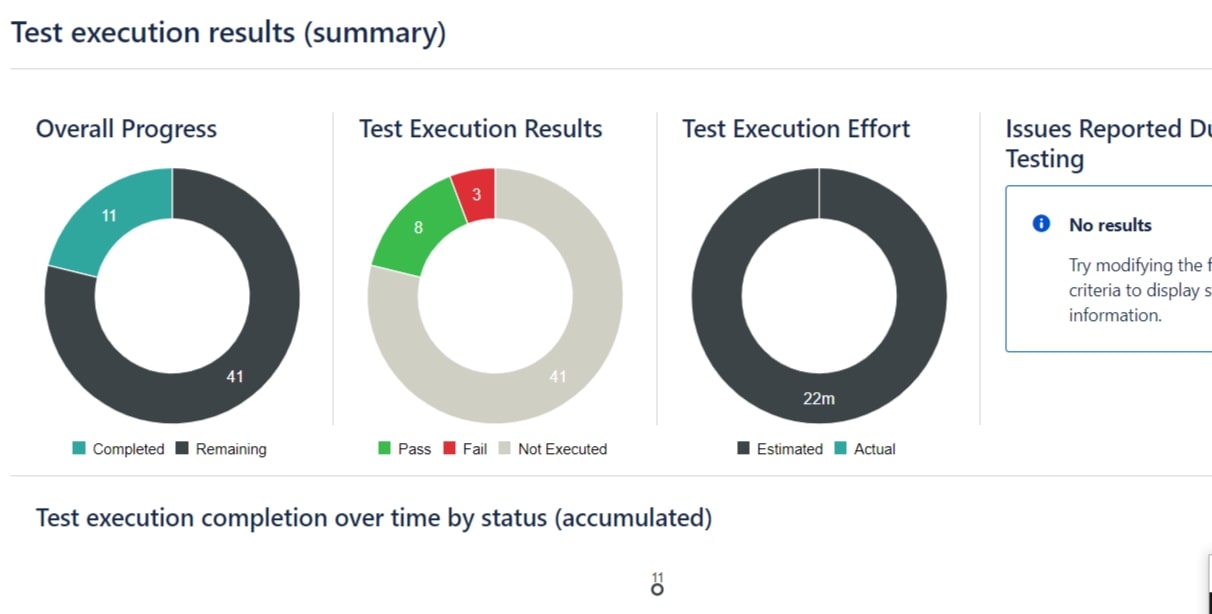 Test execution results (summary)
Overall Progress
11
41
Completed
Remaining
Test Execution Results
3
8
41
Pass
Fail
Not Executed
Test Execution Effort
22m
Estimated
Actual
Issues Reported
Testing
No results
Try modifying the
criteria to display
information.
Test execution completion over time by status (accumulated)
11